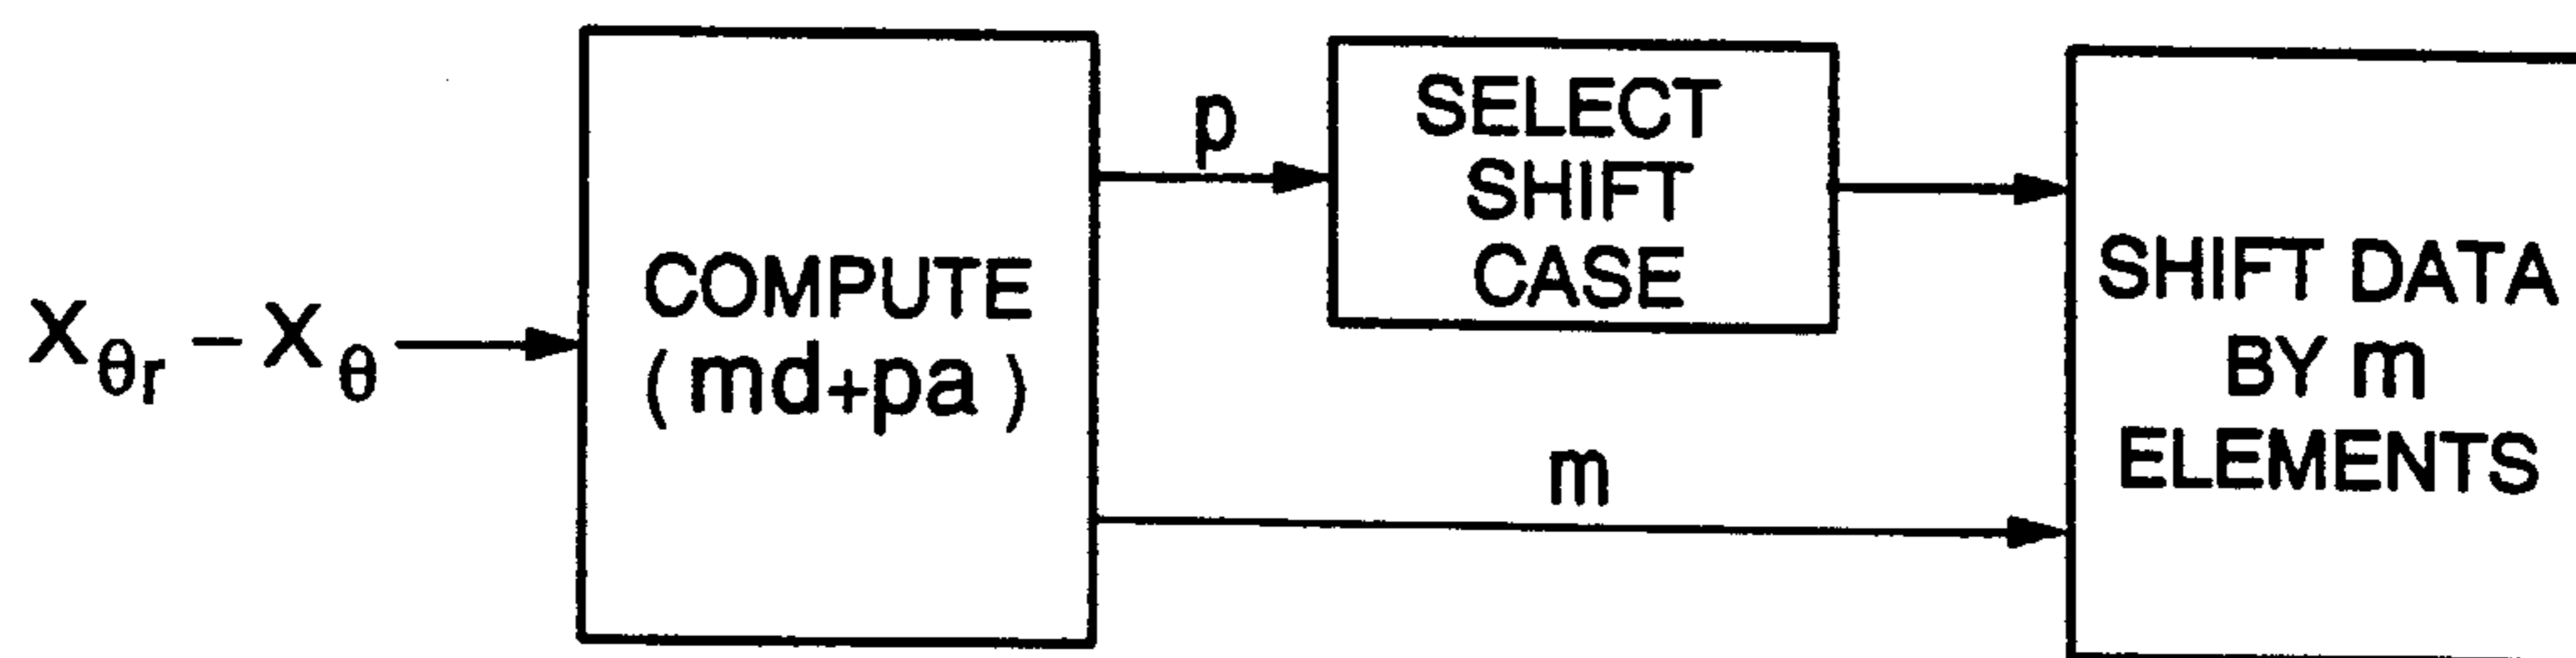 X_θr – X_θ
COMPUTE
(md+pa)
p
SELECT
SHIFT
CASE
m
SHIFT DATA
BY m
ELEMENTS